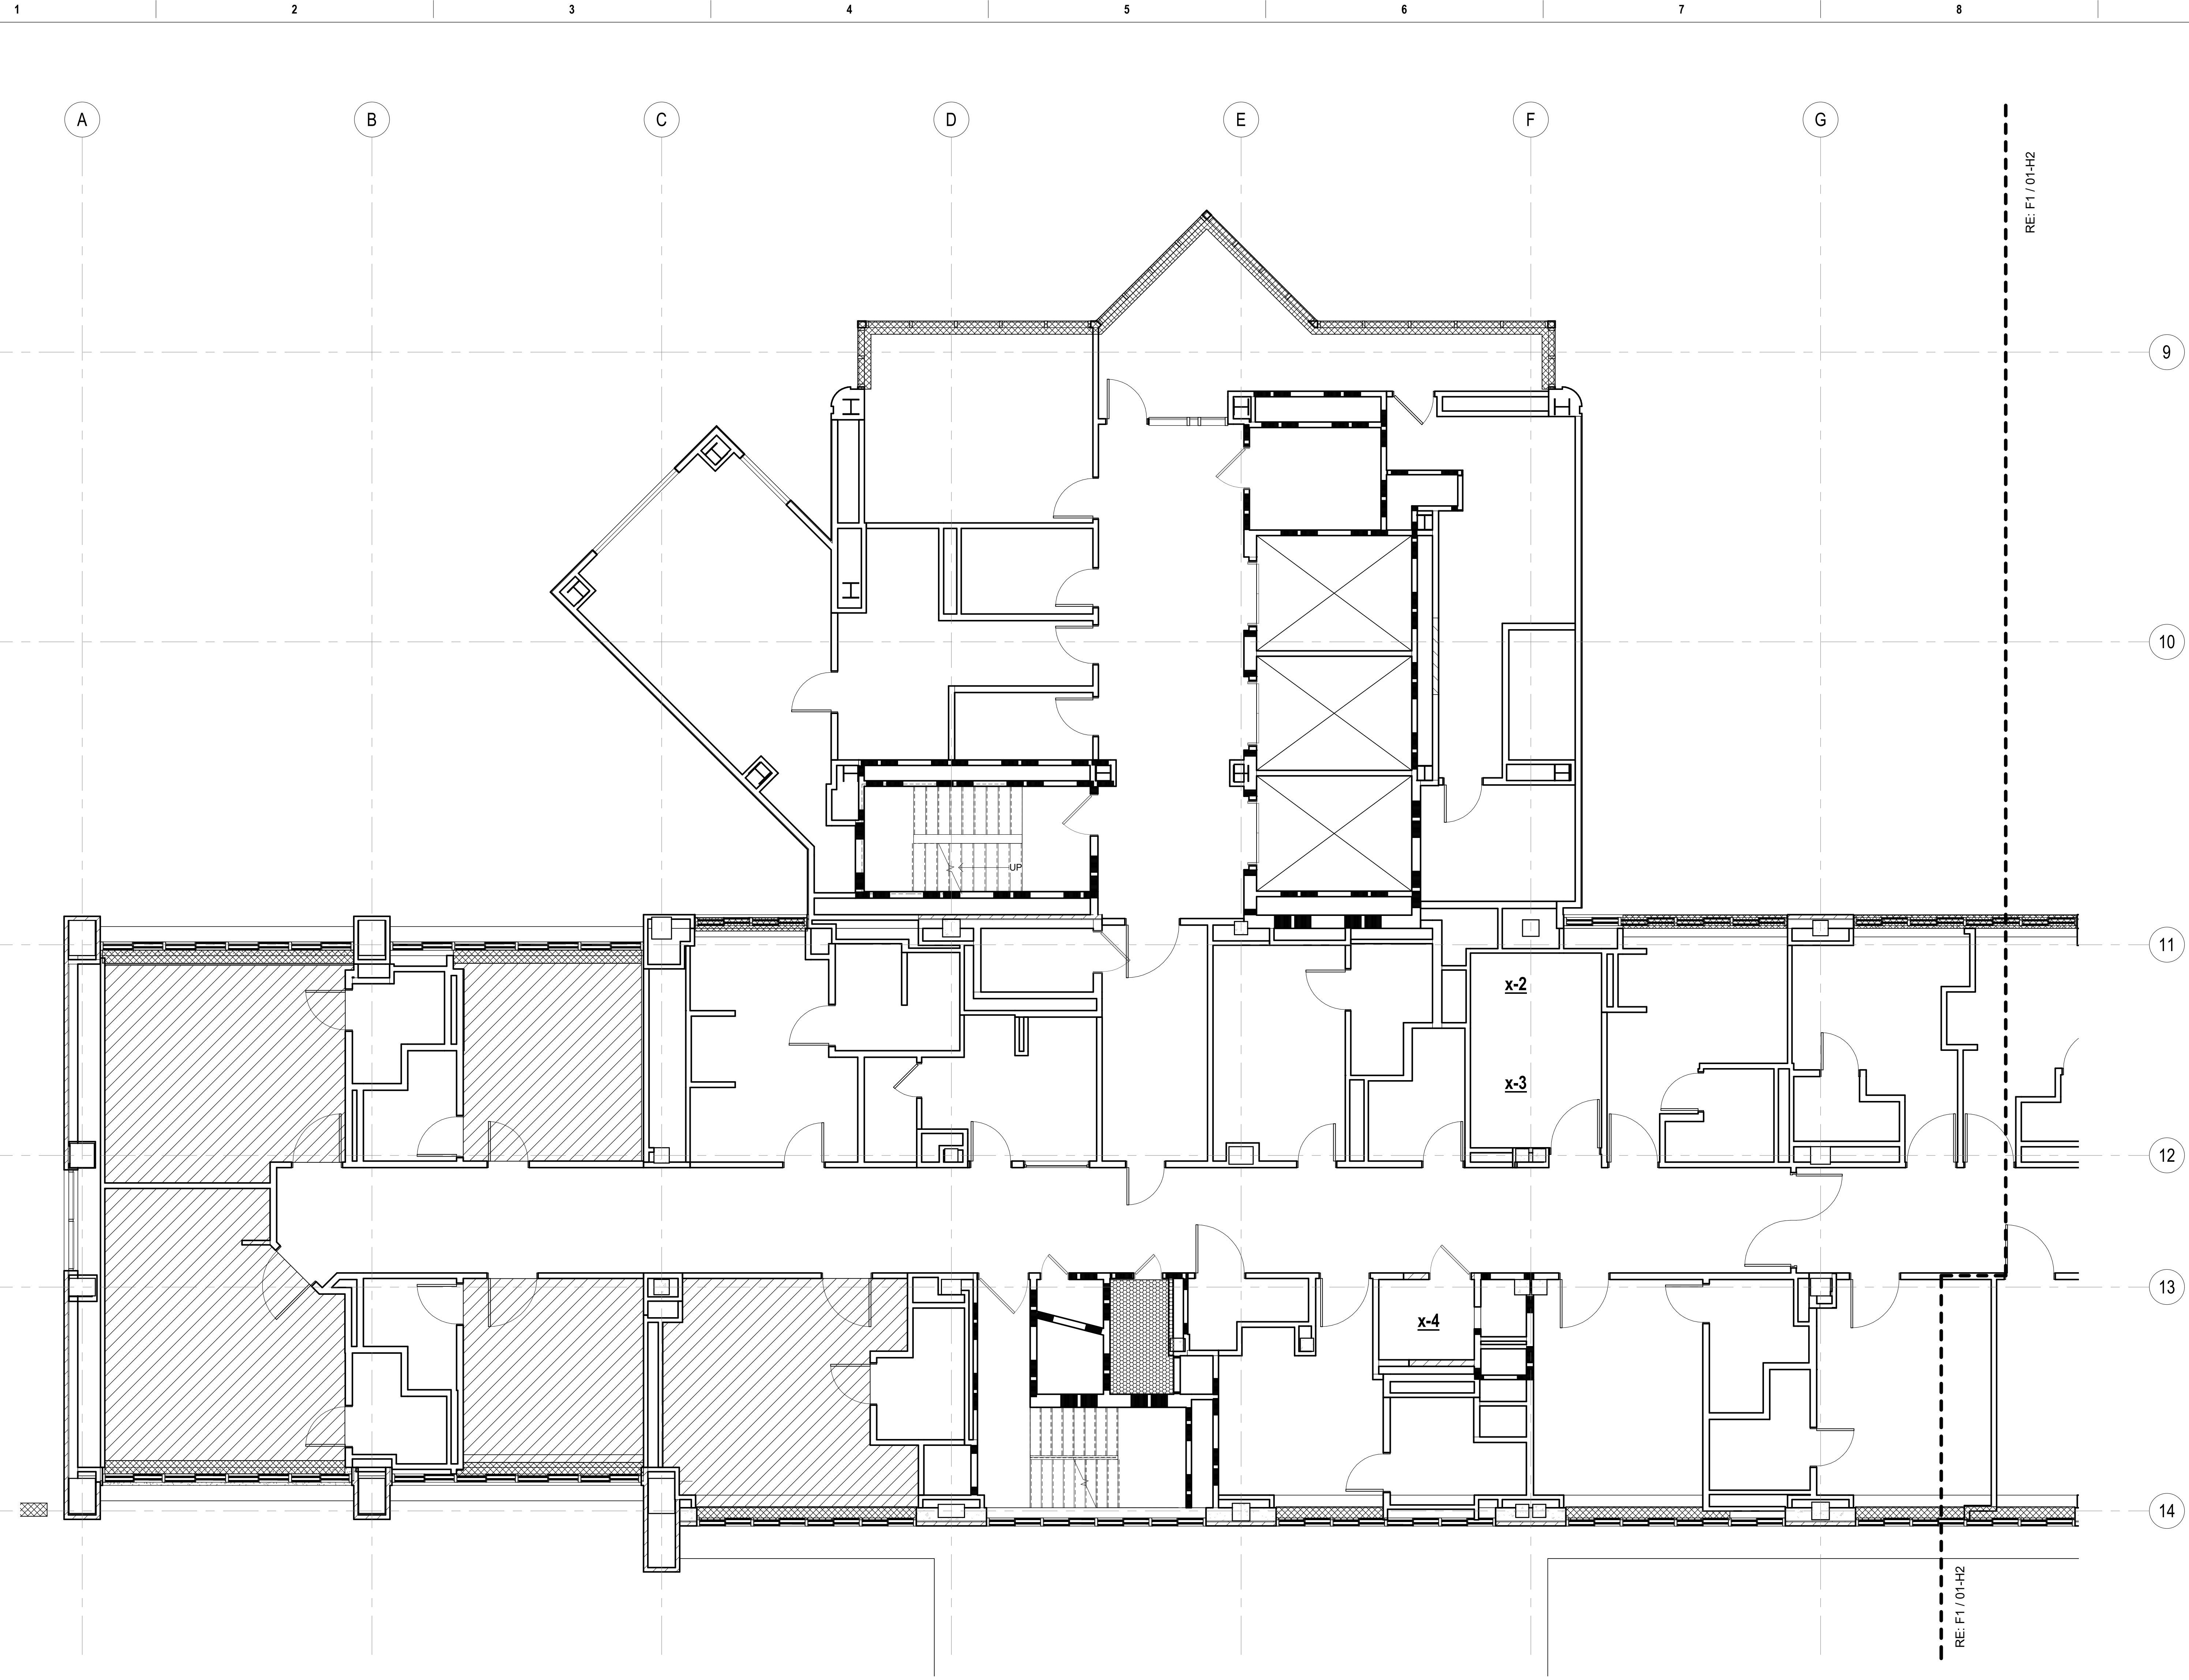 1 2 3 4 5 6 7 8
A B C D E F G
RE: F1 / 01-H2
9
10
UP
11
x-2
x-3
12
13
x-4
14
RE: F1 / 01-H2